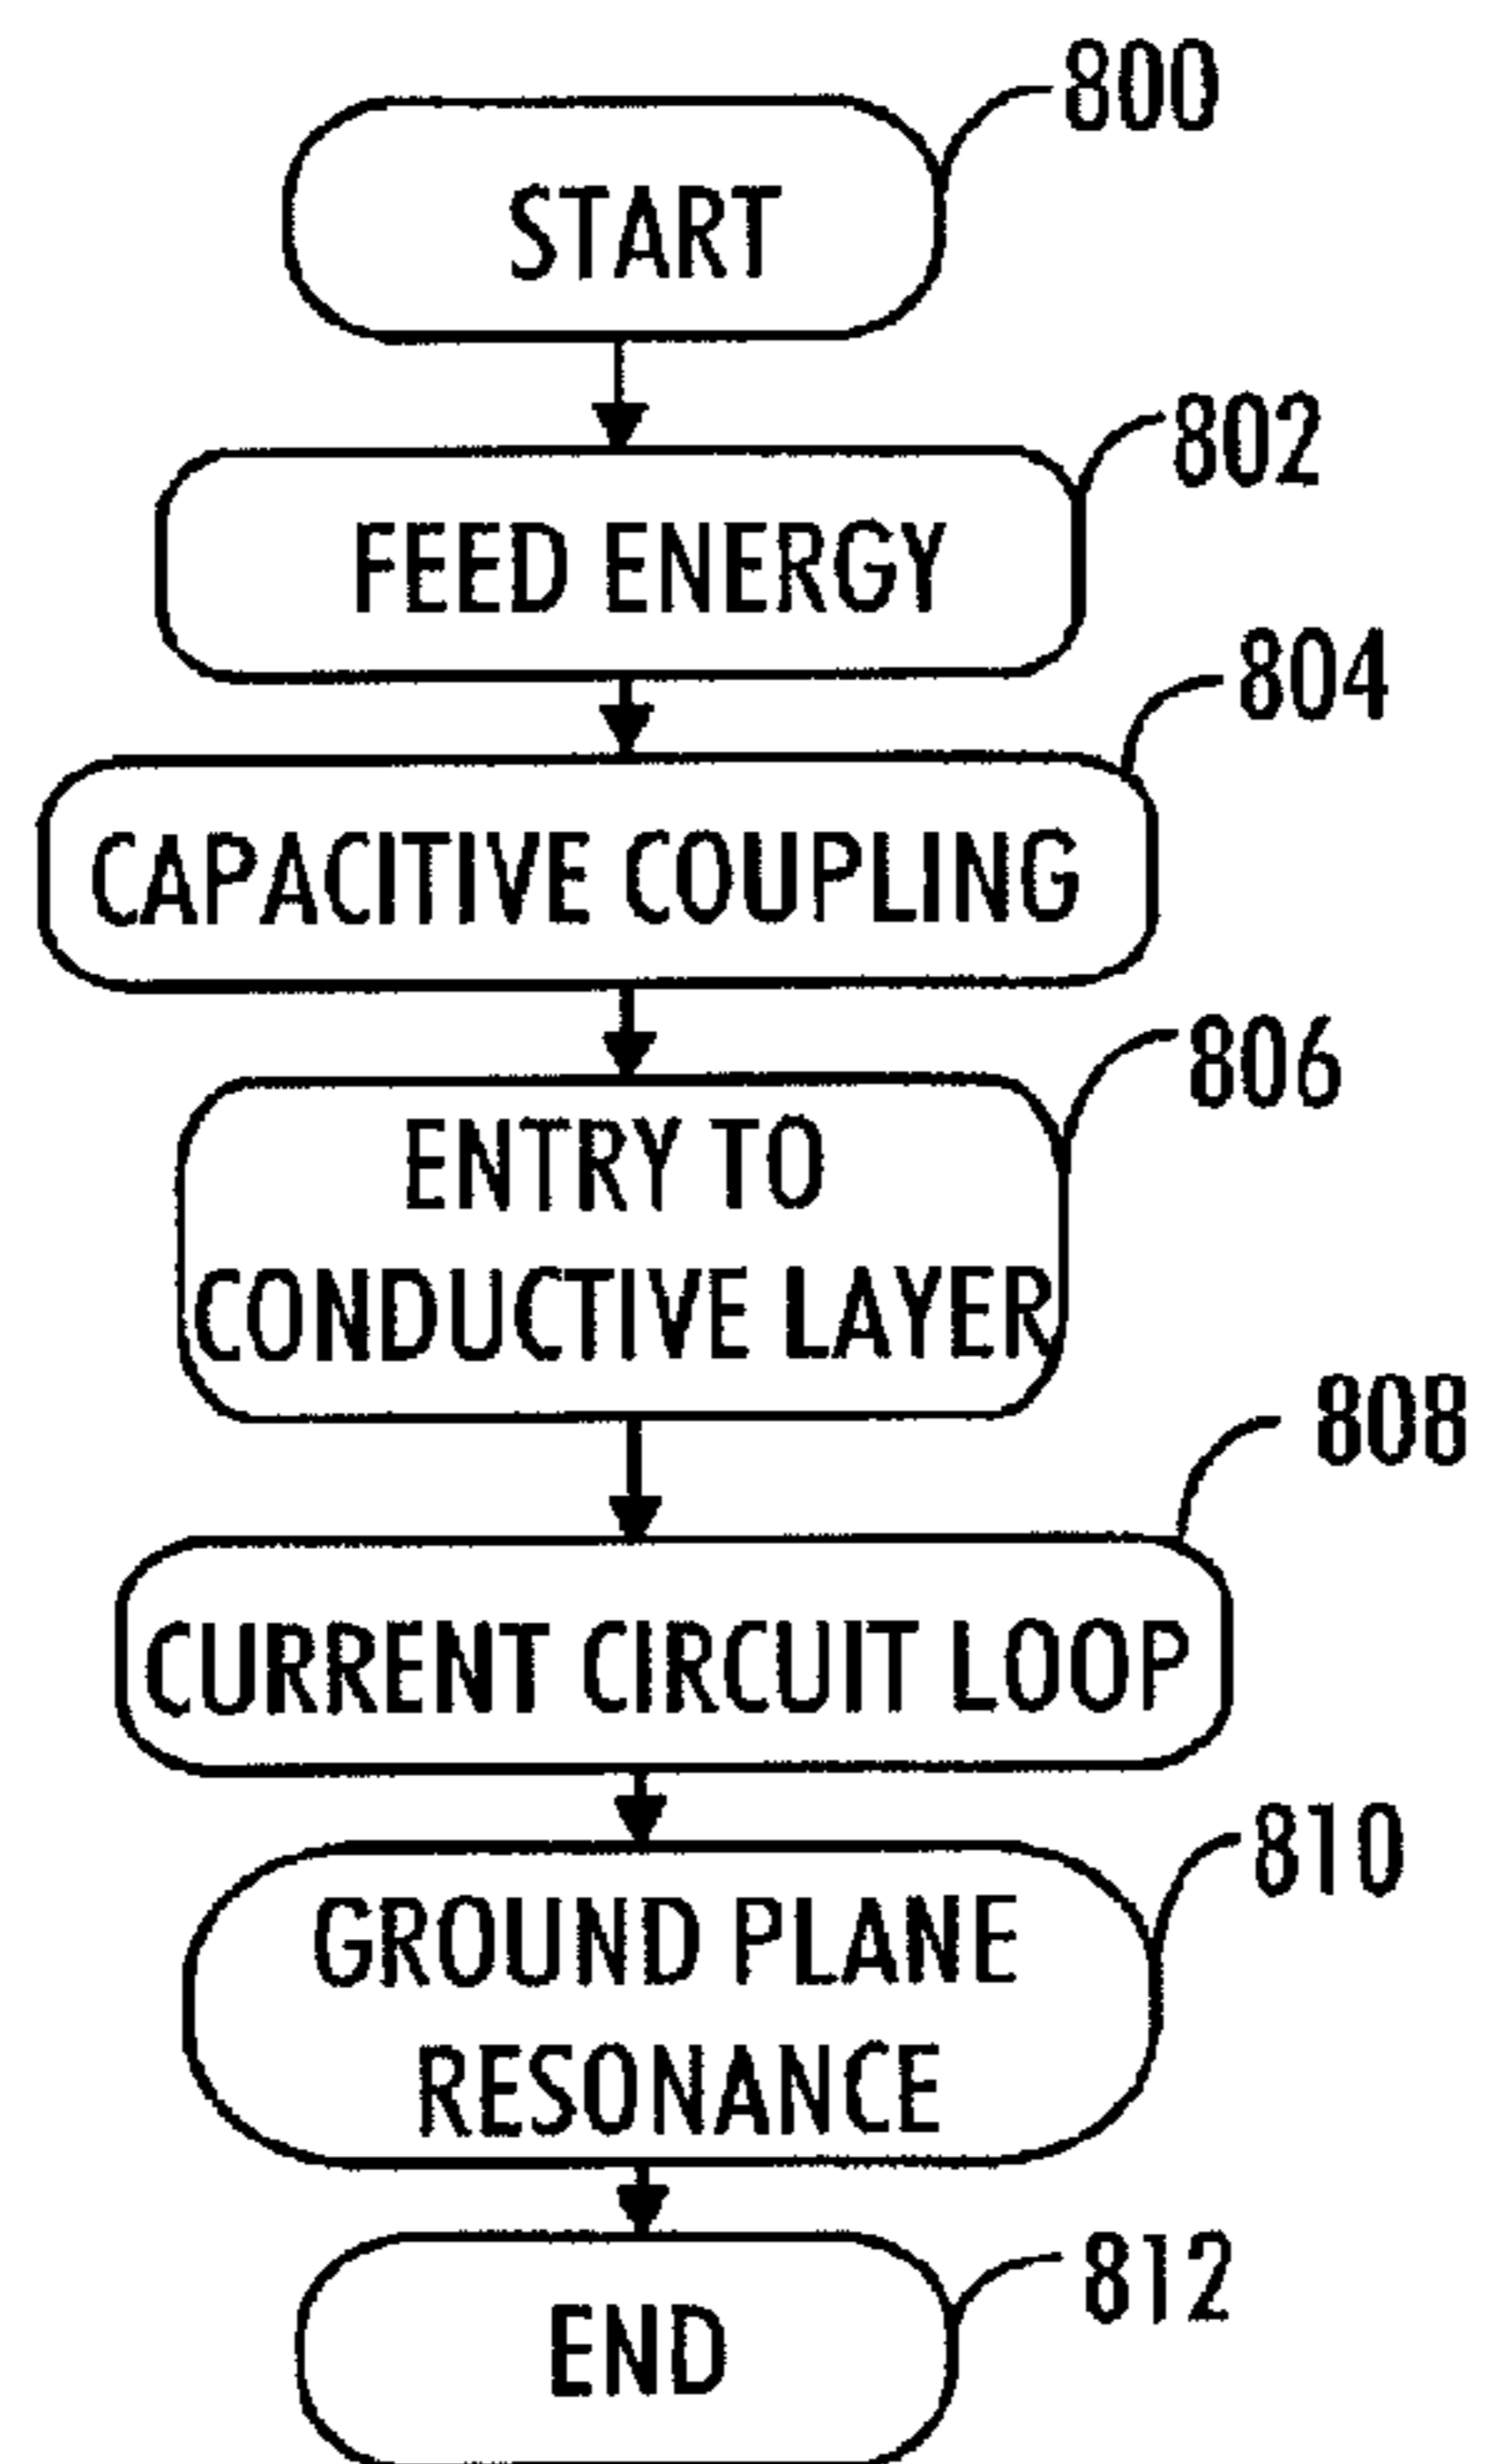 800
START
802
FEED ENERGY
804
CAPACITIVE COUPLING
806
ENTRY TO
CONDUCTIVE LAYER
808
CURRENT CIRCUIT LOOP
810
GROUND PLANE
RESONANCE
812
END